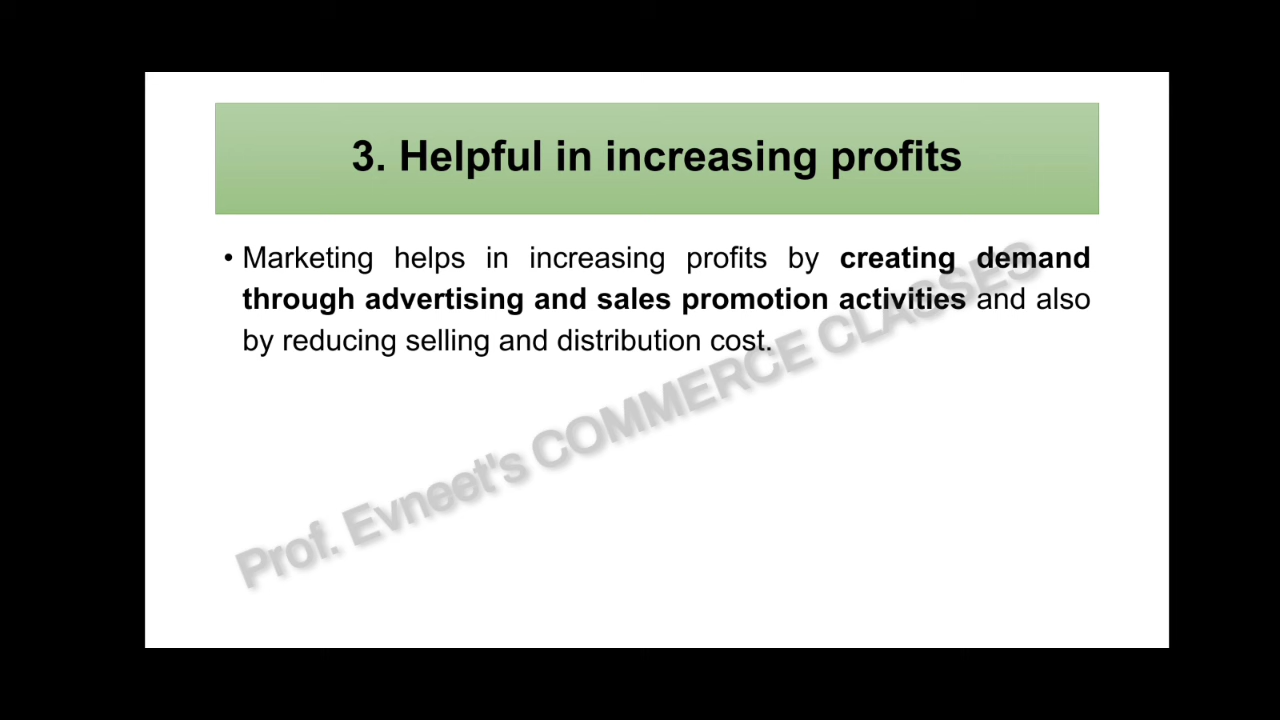 3. Helpful in increasing profits
• Marketing helps in increasing profits by creating demand
through advertising and sales promotion activities and also
by reducing selling and distribution cost.
Prof. Evneet's COMMERCE CLASSES